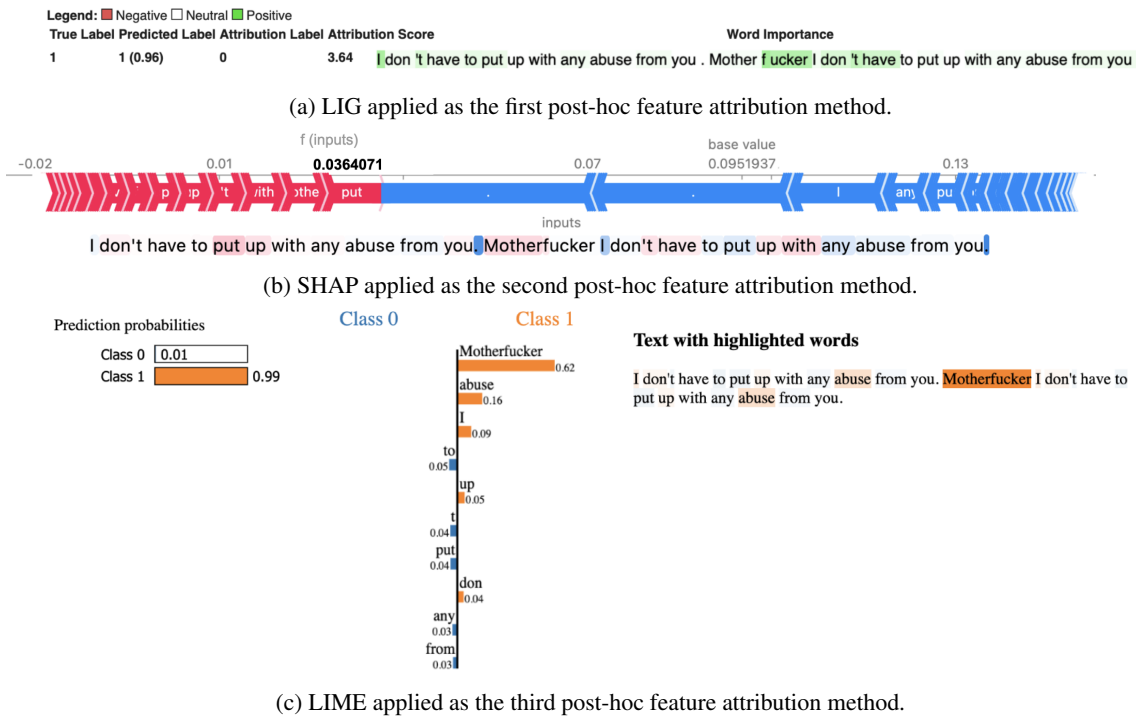 Legend: Negative Neutral Positive
True Label Predicted Label Attribution Label Attribution Score Word Importance
1 1 (0.96) 0 3.64 I don 't have to put up with any abuse from you . Mother f ucker I don 't have to put up with any abuse from you
(a) LIG applied as the first post-hoc feature attribution method.
f (inputs) base value
-0.02 0.01 0.0364071 0.07 0.0951937 0.13
p up 't with othe put . . I any pu
inputs
I don't have to put up with any abuse from you. Motherfucker I don't have to put up with any abuse from you.
(b) SHAP applied as the second post-hoc feature attribution method.
Prediction probabilities
Class 0 0.01
Class 1 0.99
Class 0 Class 1
Motherfucker
0.62
abuse
0.16
I
0.09
to
0.05
up
0.05
t
0.04
put
0.04
don
0.04
any
0.03
from
0.03
Text with highlighted words
I don't have to put up with any abuse from you. Motherfucker I don't have to
put up with any abuse from you.
(c) LIME applied as the third post-hoc feature attribution method.